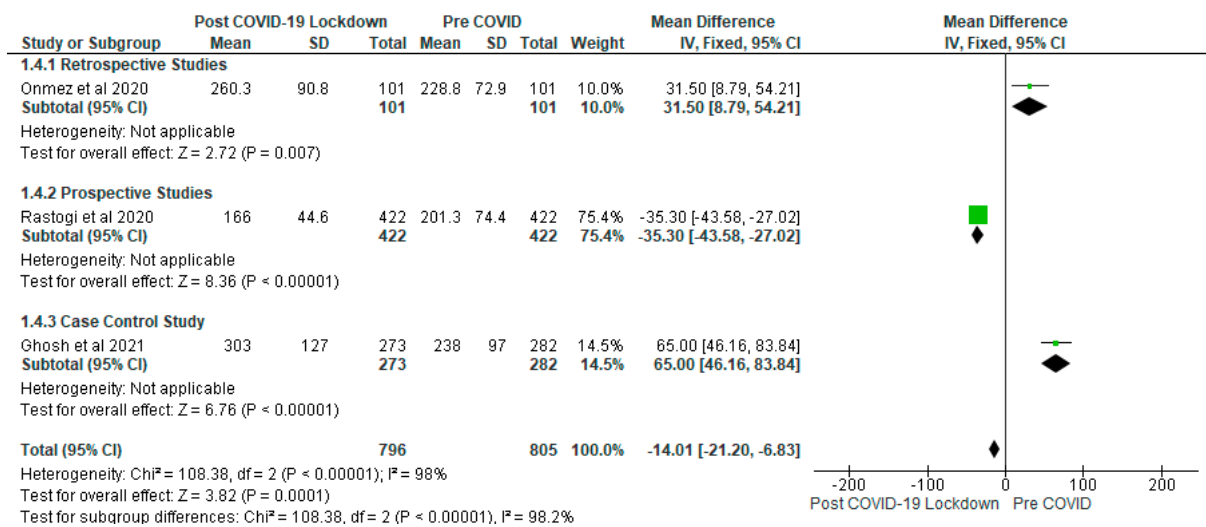 Post COVID-19 Lockdown Pre COVID Mean Difference Mean Difference
Study or Subgroup Mean SD Total Mean SD Total Weight IV, Fixed, 95% CI IV, Fixed, 95% CI
1.4.1 Retrospective Studies
Onmez et al 2020 260.3 90.8 101 228.8 72.9 101 10.0% 31.50 [8.79, 54.21]
Subtotal (95% CI) 101 101 10.0% 31.50 [8.79, 54.21]
Heterogeneity: Not applicable
Test for overall effect: Z = 2.72 (P = 0.007)
1.4.2 Prospective Studies
Rastogi et al 2020 166 44.6 422 201.3 74.4 422 75.4% -35.30 [-43.58, -27.02]
Subtotal (95% CI) 422 422 75.4% -35.30 [-43.58, -27.02]
Heterogeneity: Not applicable
Test for overall effect: Z = 8.36 (P < 0.00001)
1.4.3 Case Control Study
Ghosh et al 2021 303 127 273 238 97 282 14.5% 65.00 [46.16, 83.84]
Subtotal (95% CI) 273 282 14.5% 65.00 [46.16, 83.84]
Heterogeneity: Not applicable
Test for overall effect: Z = 6.76 (P < 0.00001)
Total (95% CI) 796 805 100.0% -14.01 [-21.20, -6.83]
Heterogeneity: Chi² = 108.38, df = 2 (P < 0.00001); I² = 98%
Test for overall effect: Z = 3.82 (P = 0.0001)
Test for subgroup differences: Chi² = 108.38, df = 2 (P < 0.00001), I² = 98.2%
-200 -100 0 100 200
Post COVID-19 Lockdown Pre COVID